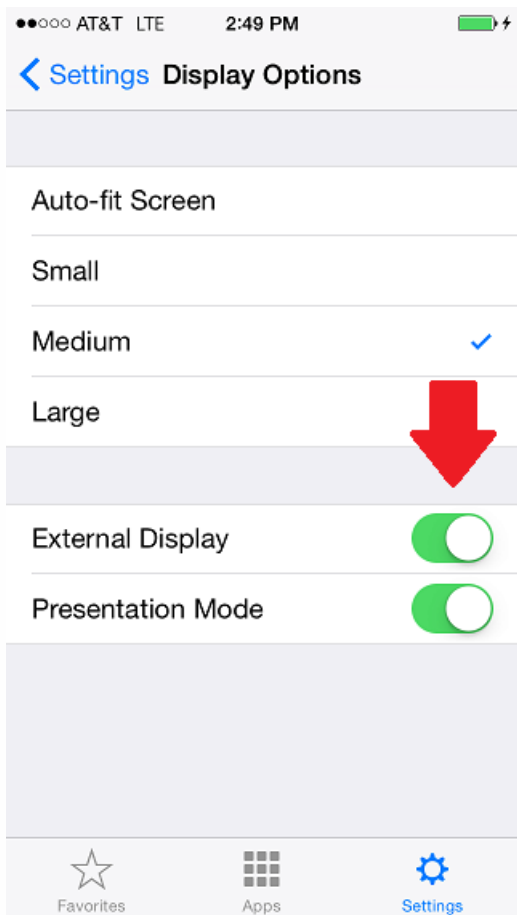 AT&T LTE 2:49 PM
Settings Display Options
Auto-fit Screen
Small
Medium
Large
External Display
Presentation Mode
Favorites Apps Settings